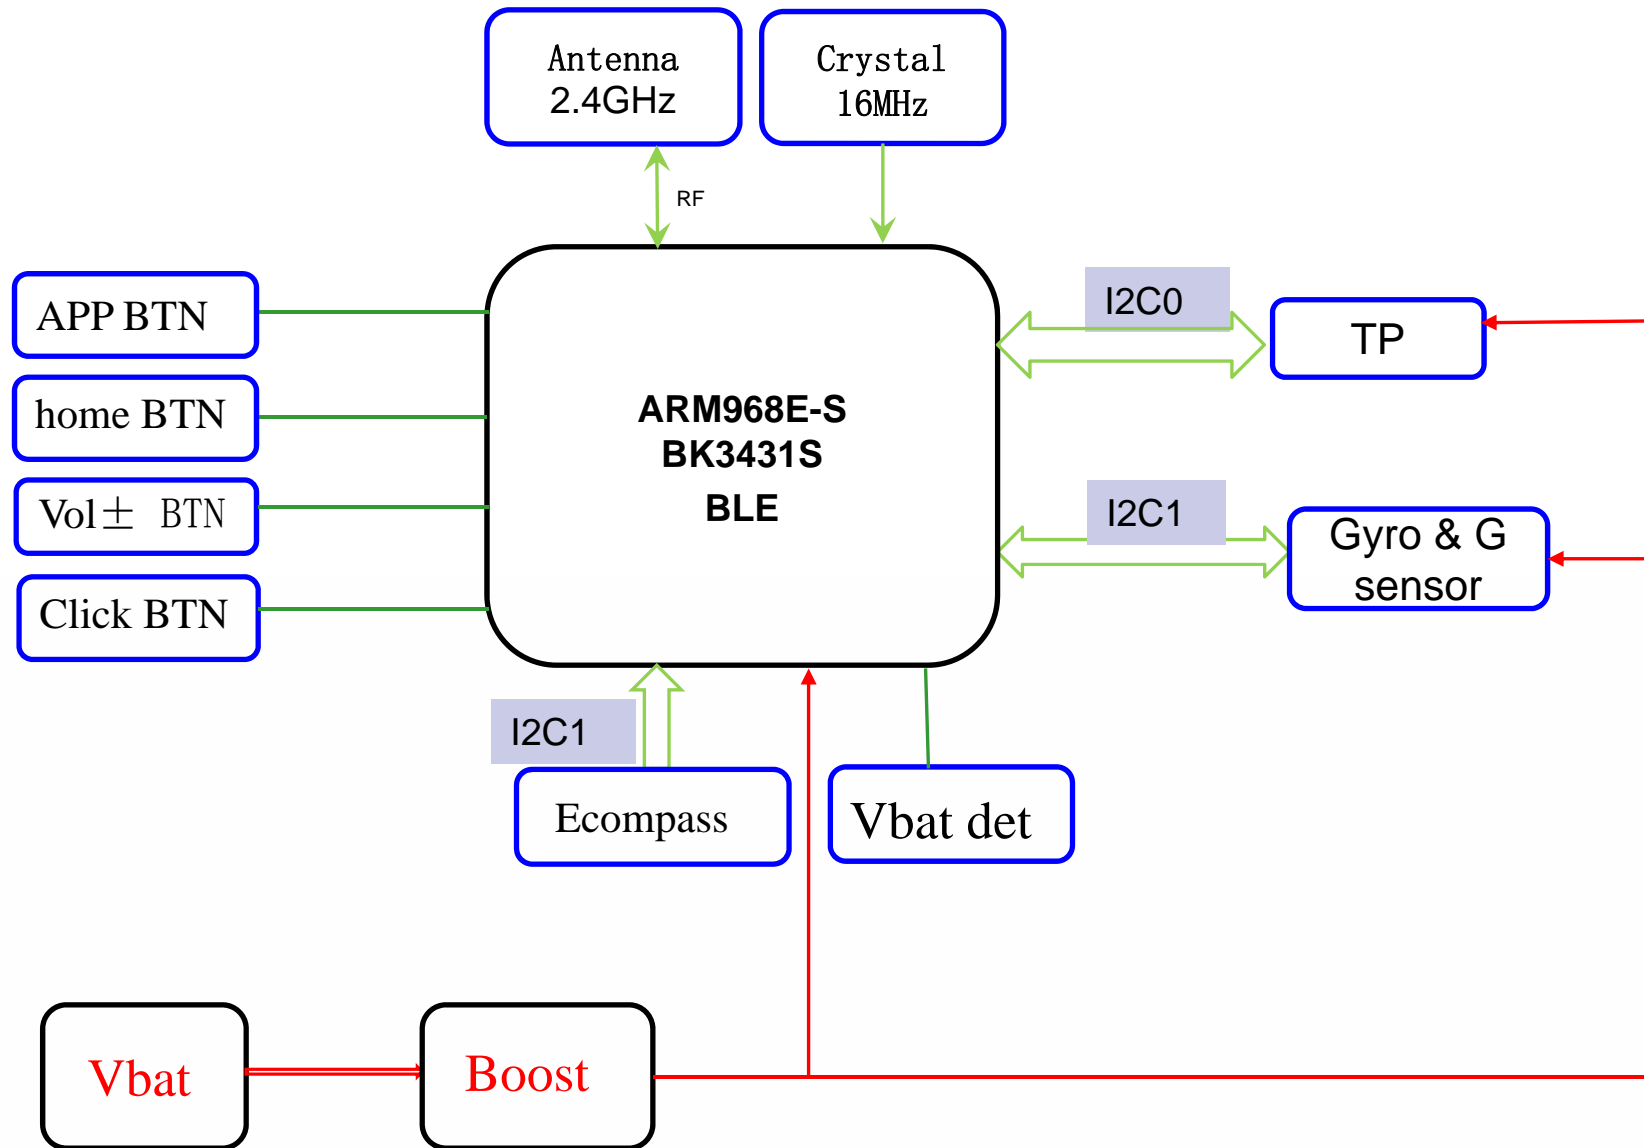 Antenna
2.4GHz
Crystal
16MHz
RF
APP BTN
home BTN
Vol± BTN
Click BTN
ARM968E-S
BK3431S
BLE
I2C0
TP
I2C1
Gyro & G
sensor
I2C1
Ecompass
Vbat det
Vbat
Boost